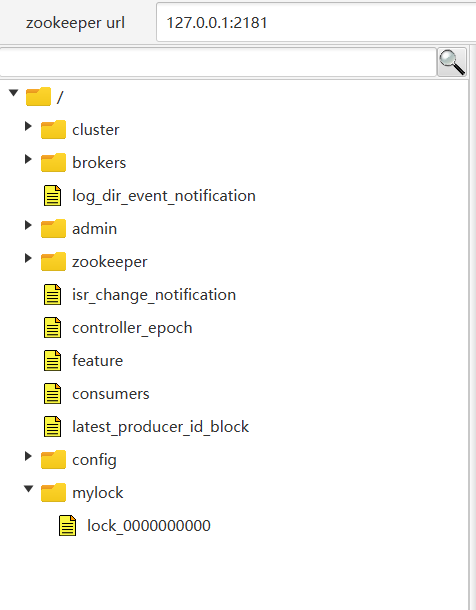 zookeeper url 127.0.0.1:2181
/
cluster
brokers
log_dir_event_notification
admin
zookeeper
isr_change_notification
controller_epoch
feature
consumers
latest_producer_id_block
config
mylock
lock_0000000000